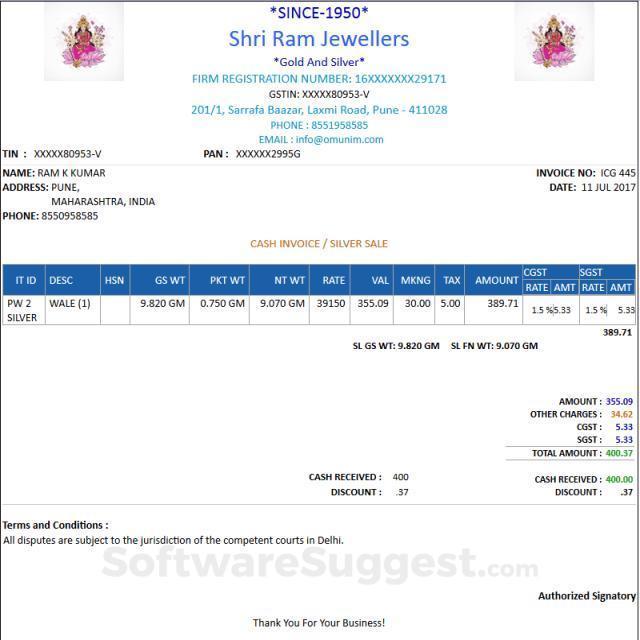 *SINCE-1950*
Shri Ram Jewellers
*Gold And Silver*
FIRM REGISTRATION NUMBER: 16XXXXXXX29171
GSTIN: XXXXX80953-V
201/1, Sarrafa Baazar, Laxmi Road, Pune - 411028
PHONE : 8551958585
EMAIL : info@omunim.com
TIN : XXXXX80953-V PAN : XXXXXX2995G
NAME: RAM K KUMAR INVOICE NO: ICG 445
ADDRESS: PUNE, DATE: 11 JUL 2017
MAHARASHTRA, INDIA
PHONE: 8550958585
CASH INVOICE / SILVER SALE
IT ID DESC HSN GS WT PKT WT NT WT RATE VAL MKNG TAX AMOUNT CGST SGST
RATE AMT RATE AMT
PW 2 WALE (1) 9.820 GM 0.750 GM 9.070 GM 39150 355.09 30.00 5.00 389.71 1.5 % 5.33 1.5 % 5.33
SILVER
389.71
SL GS WT: 9.820 GM SL FN WT: 9.070 GM
AMOUNT : 355.09
OTHER CHARGES : 34.62
CGST : 5.33
SGST : 5.33
TOTAL AMOUNT : 400.37
CASH RECEIVED : 400 CASH RECEIVED : 400.00
DISCOUNT : .37 DISCOUNT : .37
Terms and Conditions :
All disputes are subject to the jurisdiction of the competent courts in Delhi.
SoftwareSuggest.com
Authorized Signatory
Thank You For Your Business!